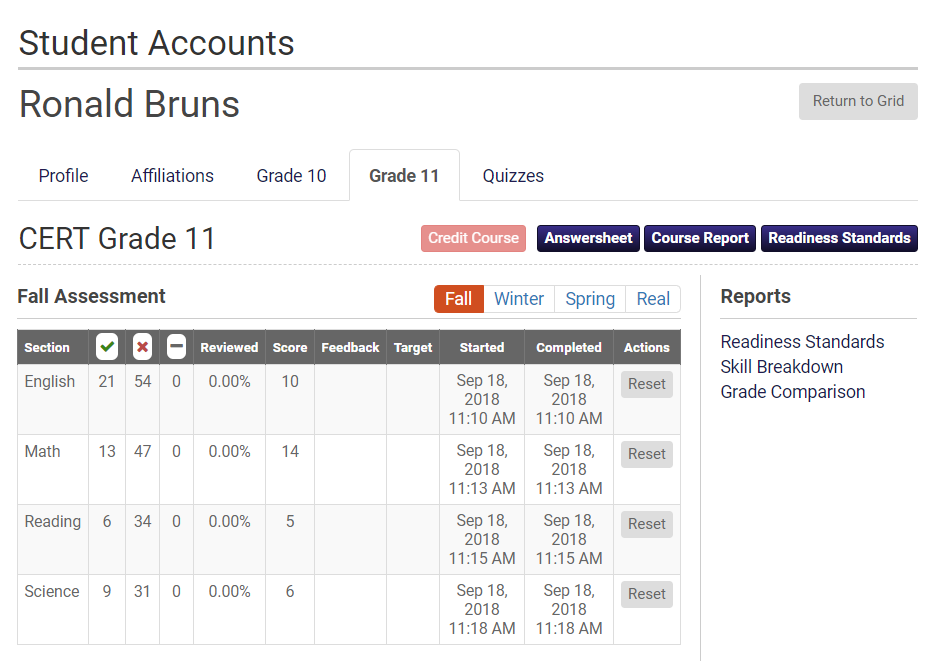 Student Accounts
Ronald Bruns
Return to Grid
Profile Affiliations Grade 10 Grade 11 Quizzes
CERT Grade 11
Credit Course Answersheet Course Report Readiness Standards
Fall Assessment
Fall Winter Spring Real
Section Reviewed Score Feedback Target Started Completed Actions
English 21 54 0 0.00% 10 Sep 18, 2018 11:10 AM Sep 18, 2018 11:10 AM Reset
Math 13 47 0 0.00% 14 Sep 18, 2018 11:13 AM Sep 18, 2018 11:13 AM Reset
Reading 6 34 0 0.00% 5 Sep 18, 2018 11:15 AM Sep 18, 2018 11:15 AM Reset
Science 9 31 0 0.00% 6 Sep 18, 2018 11:18 AM Sep 18, 2018 11:18 AM Reset
Reports
Readiness Standards
Skill Breakdown
Grade Comparison